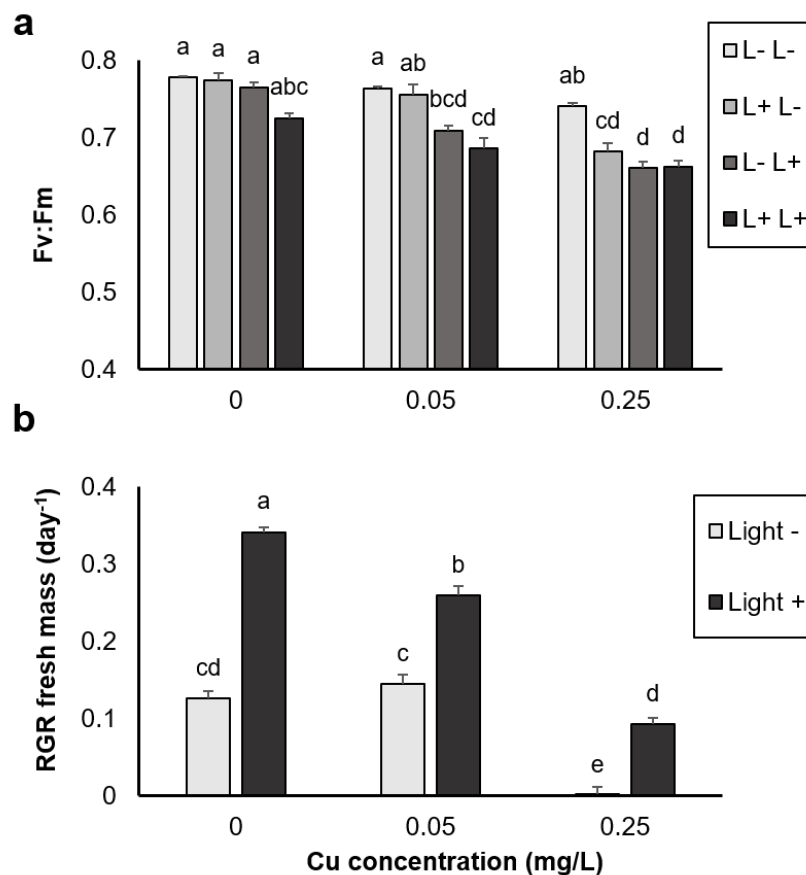 a
0.8
0.7
0.6
0.5
0.4
Fv:Fm
a a a abc
a ab bcd cd
ab cd d d
0 0.05 0.25
L- L-
L+ L-
L- L+
L+ L+
b
0.4
0.3
0.2
0.1
0
RGR fresh mass (day⁻¹)
cd a
c b
e d
0 0.05 0.25
Cu concentration (mg/L)
Light -
Light +